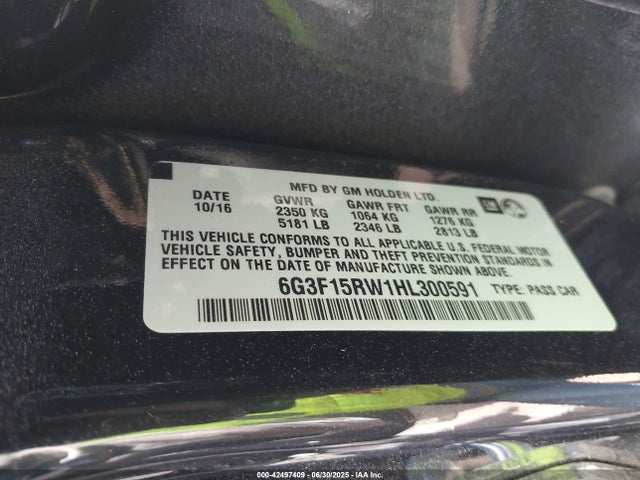 MFD BY GM HOLDEN LTD.
DATE GVWR GAWR FRT GAWR RR
10/16 2350 KG 1064 KG 1276 KG
5181 LB 2346 LB 2813 LB
GM
THIS VEHICLE CONFORMS TO ALL APPLICABLE U.S. FEDERAL MOTOR
VEHICLE SAFETY, BUMPER AND THEFT PREVENTION STANDARDS IN
EFFECT ON THE DATE OF MANUFACTURE SHOWN ABOVE.
6G3F15RW1HL300591 TYPE: PASS CAR
000-42497409 - 06/30/2025 - IAAI.COM